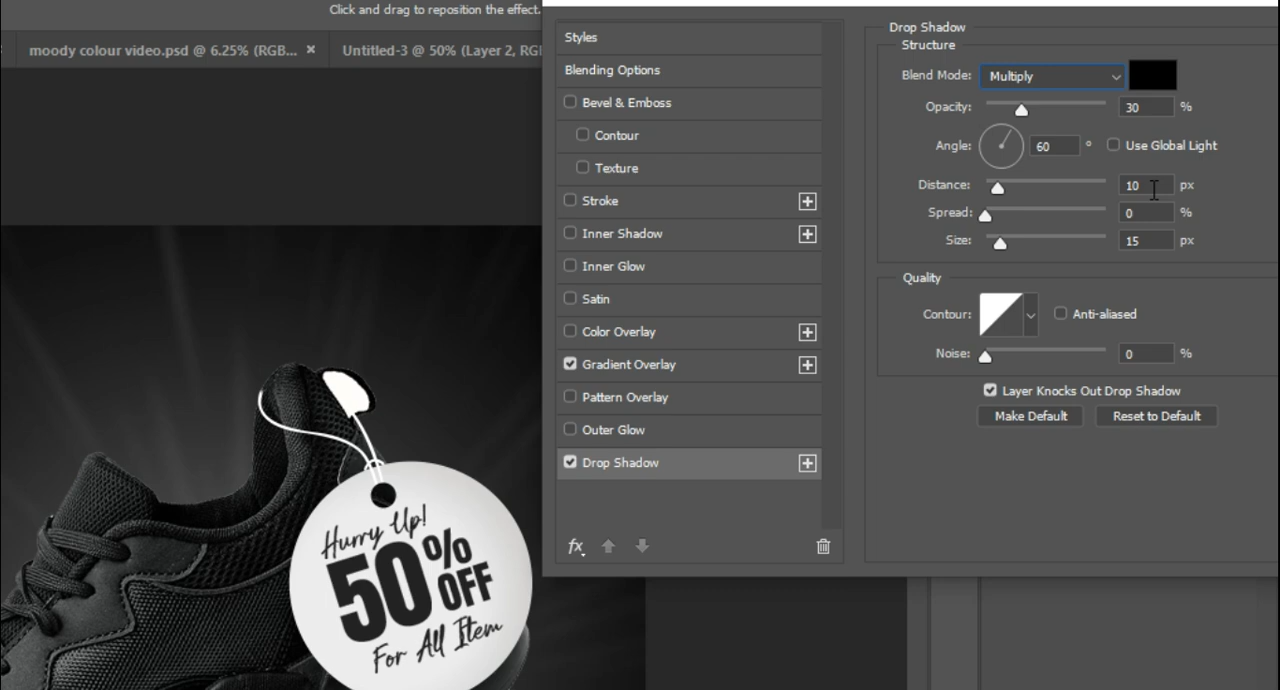 Click and drag to reposition the effect.
moody colour video.psd @ 6.25% (RGB... ×
Untitled-3 @ 50% (Layer 2, RG
Styles
Blending Options
Bevel & Emboss
Contour
Texture
Stroke
Inner Shadow
Inner Glow
Satin
Color Overlay
Gradient Overlay
Pattern Overlay
Outer Glow
Drop Shadow
fx
Drop Shadow
Structure
Blend Mode: Multiply
Opacity: 30 %
Angle: 60 ° Use Global Light
Distance: 10 px
Spread: 0 %
Size: 15 px
Quality
Contour: Anti-aliased
Noise: 0 %
Layer Knocks Out Drop Shadow
Make Default Reset to Default
Hurry Up!
50% OFF
For All Item